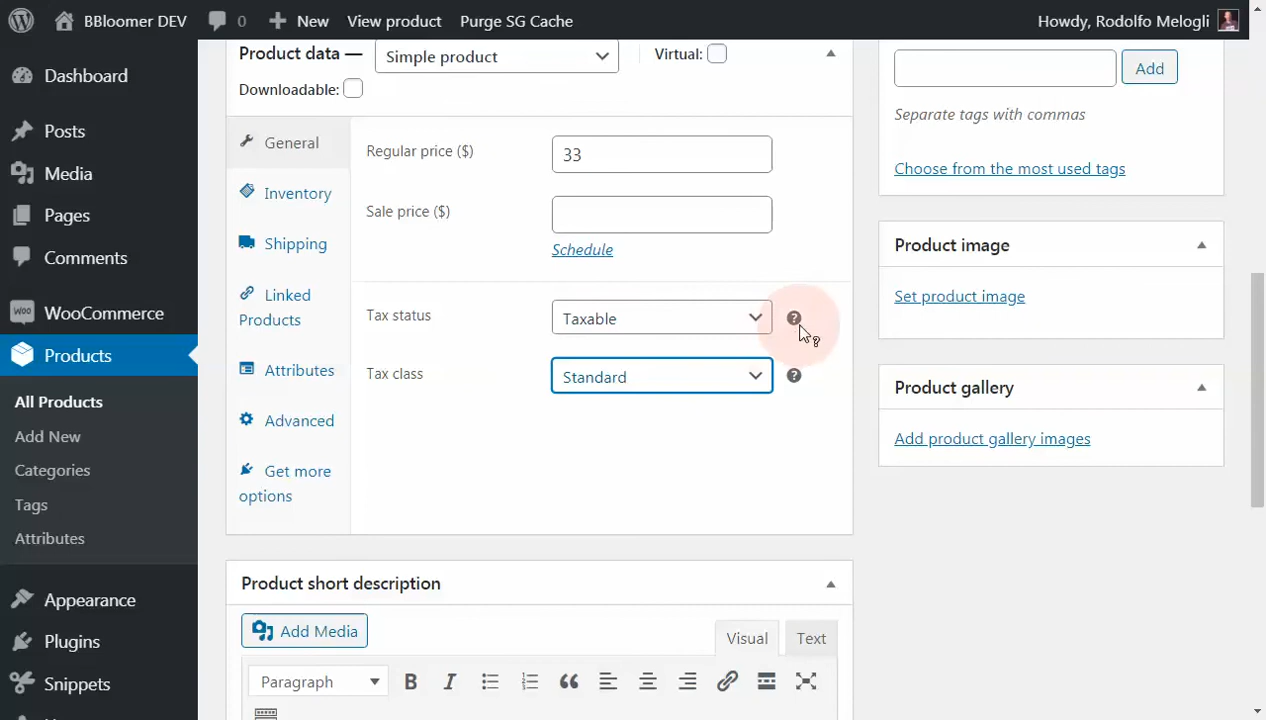 BBloomer DEV 0 New View product Purge SG Cache Howdy, Rodolfo Melogli
Dashboard
Posts
Media
Pages
Comments
WooCommerce
Products
All Products
Add New
Categories
Tags
Attributes
Appearance
Plugins
Snippets
Product data — Simple product Virtual:
Downloadable:
General
Inventory
Shipping
Linked
Products
Attributes
Advanced
Get more
options
Regular price ($) 33
Sale price ($)
Schedule
Tax status Taxable
Tax class Standard
Product short description
Add Media
Visual Text
Paragraph
Add
Separate tags with commas
Choose from the most used tags
Product image
Set product image
Product gallery
Add product gallery images